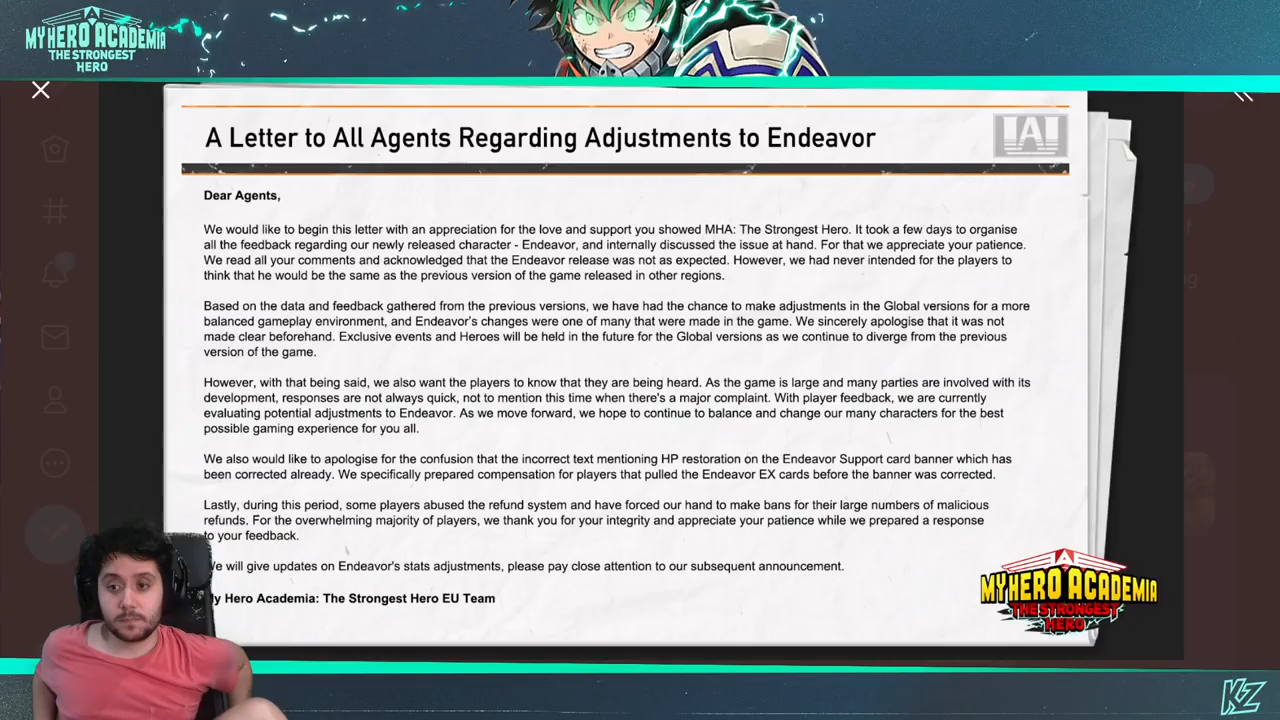 MY HERO ACADEMIA
THE STRONGEST
HERO
A Letter to All Agents Regarding Adjustments to Endeavor
Dear Agents,
We would like to begin this letter with an appreciation for the love and support you showed MHA: The Strongest Hero. It took a few days to organise
all the feedback regarding our newly released character - Endeavor, and internally discussed the issue at hand. For that we appreciate your patience.
We read all your comments and acknowledged that the Endeavor release was not as expected. However, we had never intended for the players to
think that he would be the same as the previous version of the game released in other regions.
Based on the data and feedback gathered from the previous versions, we have had the chance to make adjustments in the Global versions for a more
balanced gameplay environment, and Endeavor's changes were one of many that were made in the game. We sincerely apologise that it was not
made clear beforehand. Exclusive events and Heroes will be held in the future for the Global versions as we continue to diverge from the previous
version of the game.
However, with that being said, we also want the players to know that they are being heard. As the game is large and many parties are involved with its
development, responses are not always quick, not to mention this time when there's a major complaint. With player feedback, we are currently
evaluating potential adjustments to Endeavor. As we move forward, we hope to continue to balance and change our many characters for the best
possible gaming experience for you all.
We also would like to apologise for the confusion that the incorrect text mentioning HP restoration on the Endeavor Support card banner which has
been corrected already. We specifically prepared compensation for players that pulled the Endeavor EX cards before the banner was corrected.
Lastly, during this period, some players abused the refund system and have forced our hand to make bans for their large numbers of malicious
refunds. For the overwhelming majority of players, we thank you for your integrity and appreciate your patience while we prepared a response
to your feedback.
We will give updates on Endeavor's stats adjustments, please pay close attention to our subsequent announcement.
My Hero Academia: The Strongest Hero EU Team
MY HERO ACADEMIA
THE STRONGEST
HERO
KZ